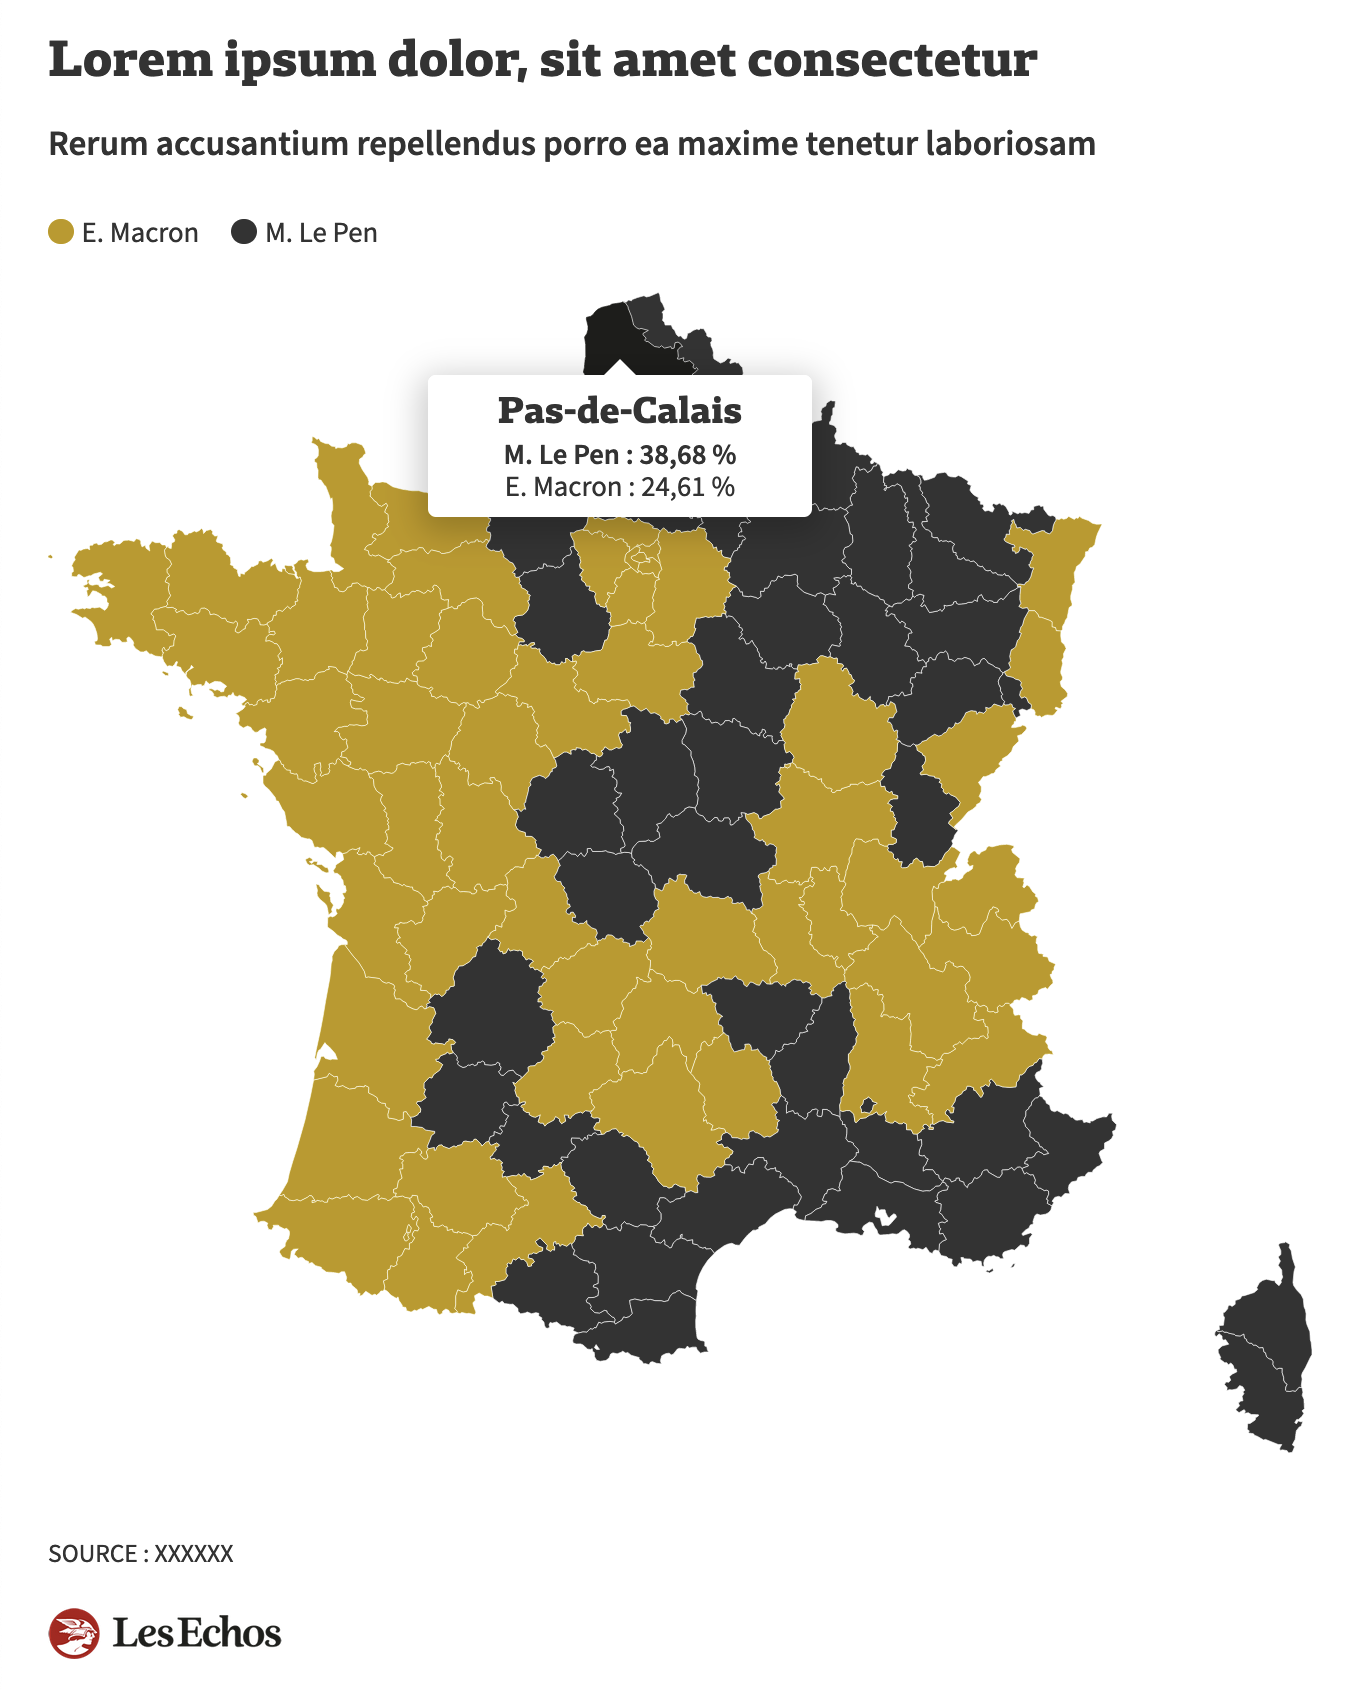 Lorem ipsum dolor, sit amet consectetur
Rerum accusantium repellendus porro ea maxime tenetur laboriosam
E. Macron
M. Le Pen
Pas-de-Calais
M. Le Pen : 38,68 %
E. Macron : 24,61 %
SOURCE : XXXXXX
Les Echos